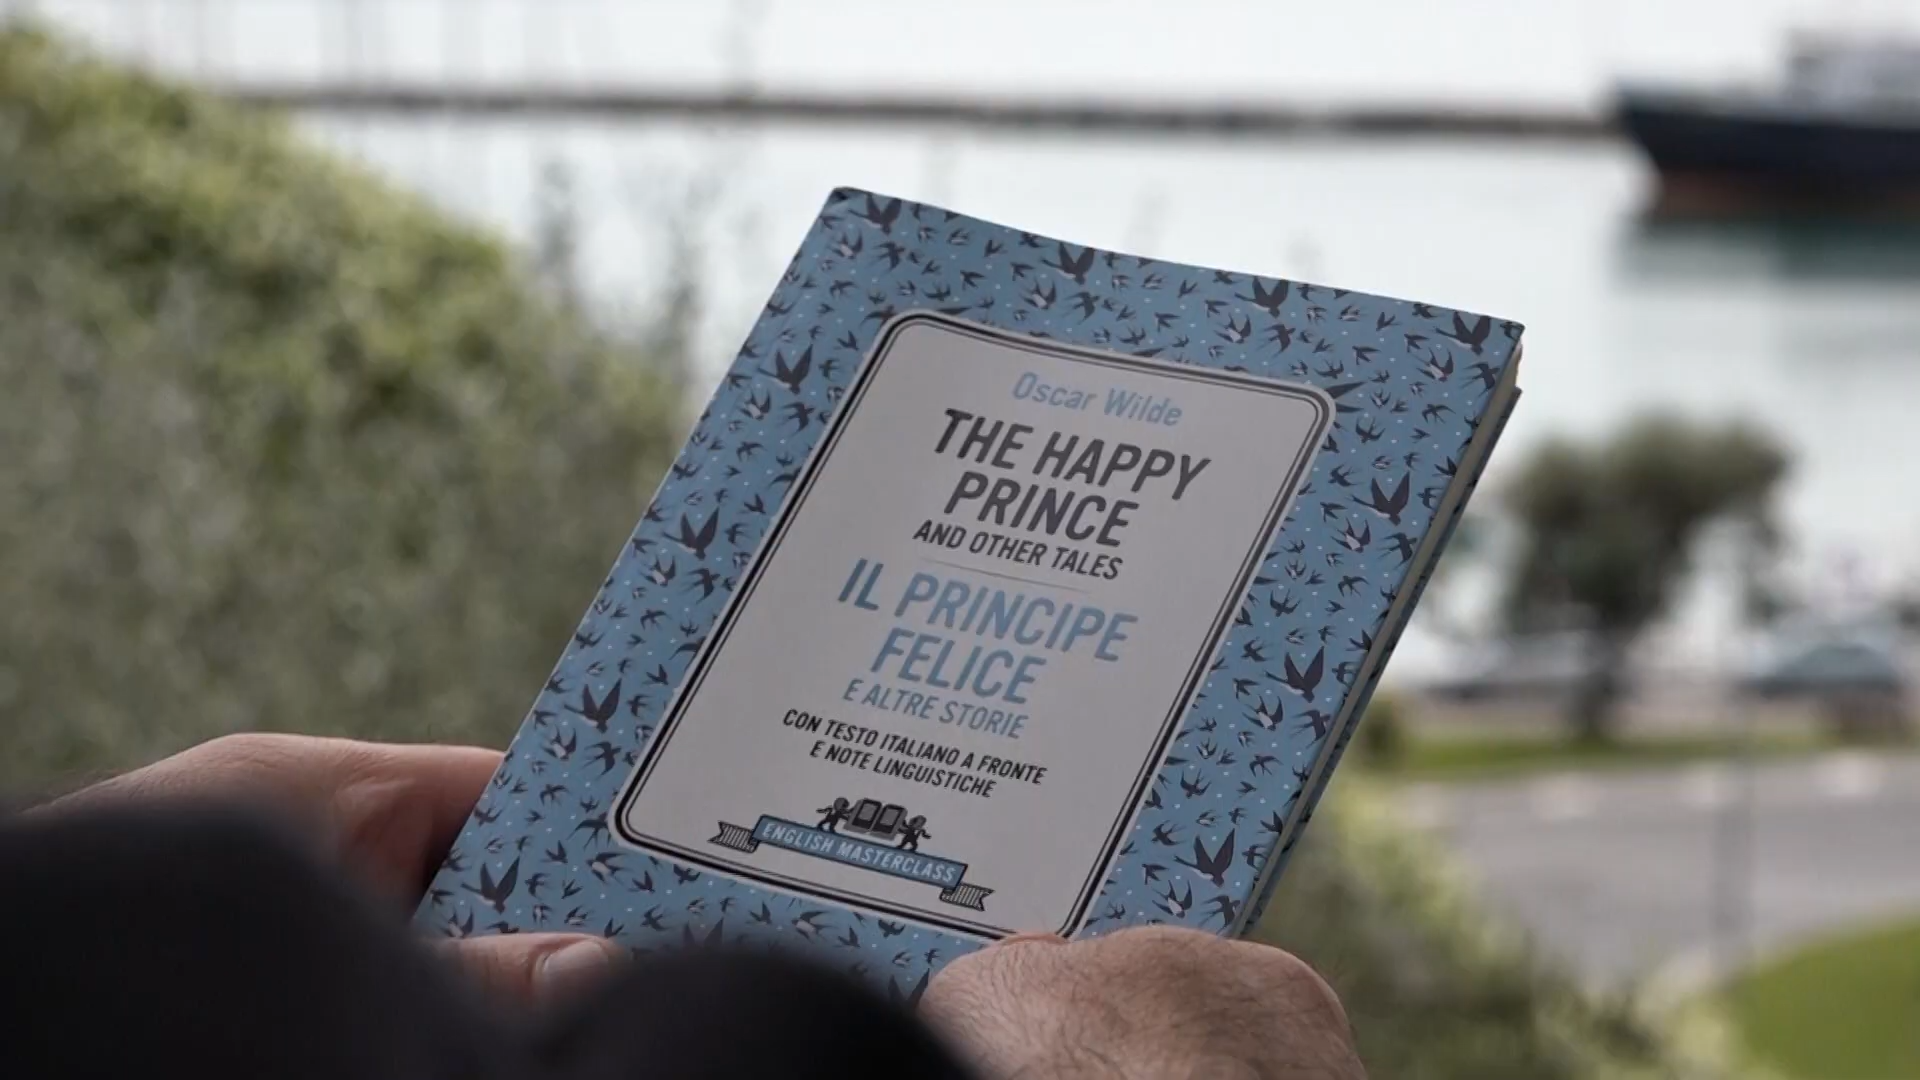 Oscar Wilde
THE HAPPY
PRINCE
AND OTHER TALES
IL PRINCIPE
FELICE
E ALTRE STORIE
CON TESTO ITALIANO A FRONTE
E NOTE LINGUISTICHE
ENGLISH MASTERCLASS